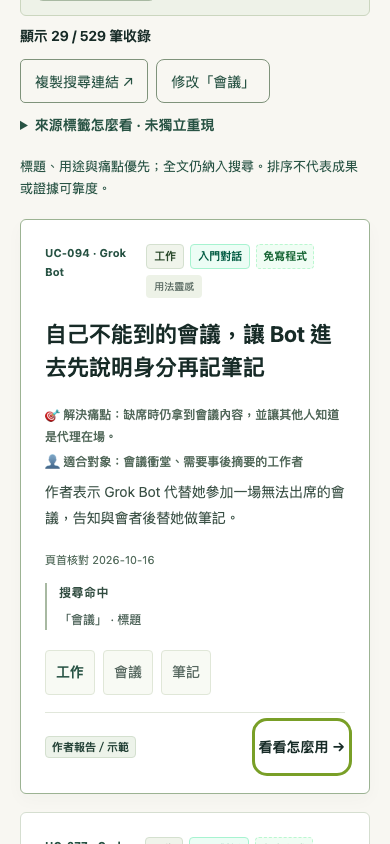 顯示 29 / 529 筆收錄
複製搜尋連結 ↗
修改「會議」
▶ 來源標籤怎麼看 · 未獨立重現
標題、用途與痛點優先；全文仍納入搜尋。排序不代表成果
或證據可靠度。
UC-094 · Grok
Bot
工作
入門對話
免寫程式
用法靈感
自己不能到的會議，讓 Bot 進
去先說明身分再記筆記
🎯 解決痛點：缺席時仍拿到會議內容，並讓其他人知道
是代理在場。
👤 適合對象：會議衝堂、需要事後摘要的工作者
作者表示 Grok Bot 代替她參加一場無法出席的會
議，告知與會者後替她做筆記。
頁首核對 2026-10-16
搜尋命中
「會議」 · 標題
工作
會議
筆記
作者報告 / 示範
看看怎麼用 →